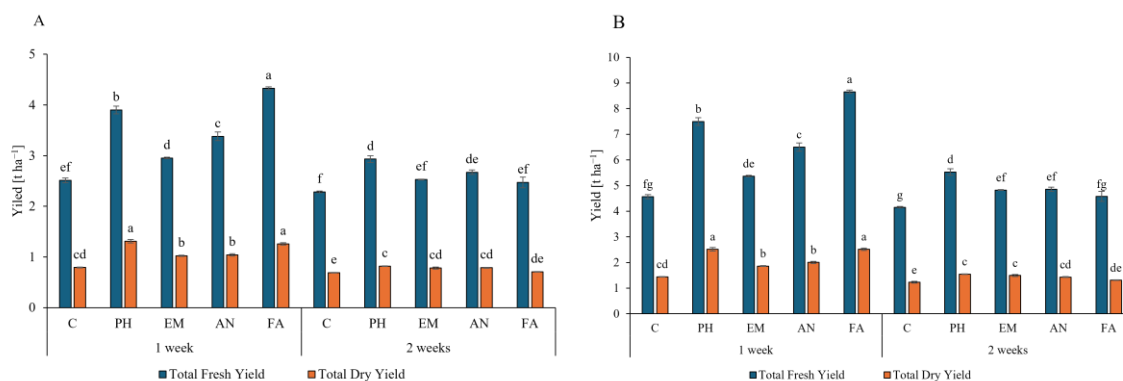 A
Yiled [t ha⁻¹]
5
4
3
2
1
0
ef
cd
b
a
d
b
c
b
a
a
f
e
d
c
ef
cd
de
cd
ef
de
C PH EM AN FA C PH EM AN FA
1 week 2 weeks
Total Fresh Yield Total Dry Yield
B
Yield [t ha⁻¹]
10
9
8
7
6
5
4
3
2
1
0
fg
cd
b
a
de
b
c
b
a
a
g
e
d
c
ef
c
ef
cd
fg
de
C PH EM AN FA C PH EM AN FA
1 week 2 weeks
Total Fresh Yield Total Dry Yield